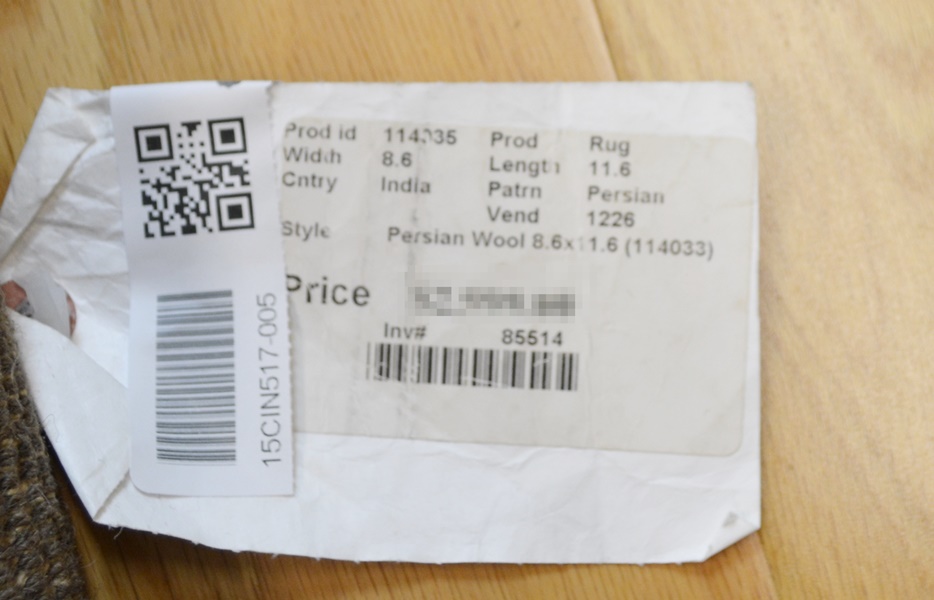 Prod id Prod Rug
Width 8.6 Length 11.6
Cntry India Patrn Persian
Vend 1226
Style Persian Wool 8.6x11.6 (114033)
Price
Inv# 85514
15CIN517-005